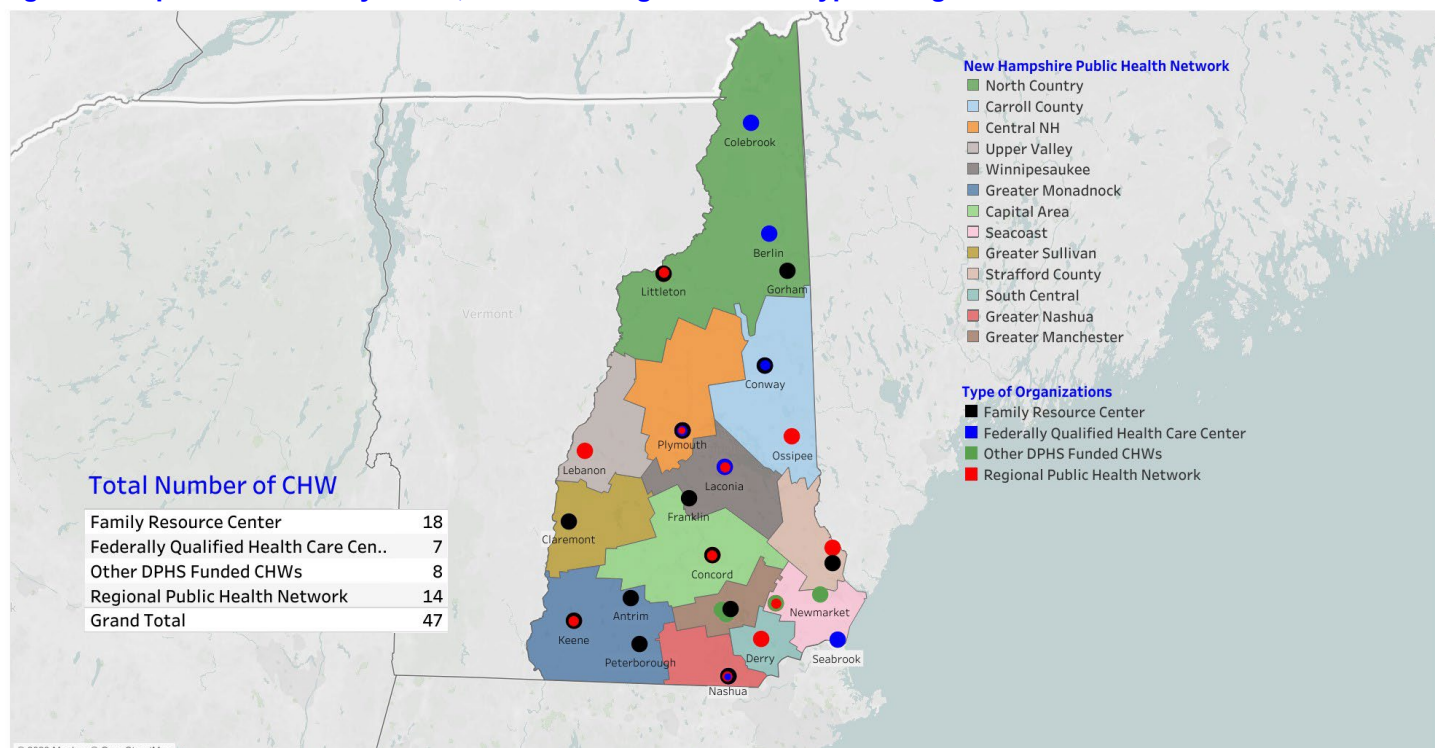 New Hampshire Public Health Network
North Country
Carroll County
Central NH
Upper Valley
Winnipesaukee
Greater Monadnock
Capital Area
Seacoast
Greater Sullivan
Strafford County
South Central
Greater Nashua
Greater Manchester
Type of Organizations
Family Resource Center
Federally Qualified Health Care Center
Other DPHS Funded CHWs
Regional Public Health Network
Colebrook
Berlin
Gorham
Littleton
Vermont
Conway
Plymouth
Ossipee
Lebanon
Laconia
Franklin
Claremont
Concord
Antrim
Newmarket
Keene
Peterborough
Derry
Seabrook
Nashua
Total Number of CHW
Family Resource Center 18
Federally Qualified Health Care Cen.. 7
Other DPHS Funded CHWs 8
Regional Public Health Network 14
Grand Total 47